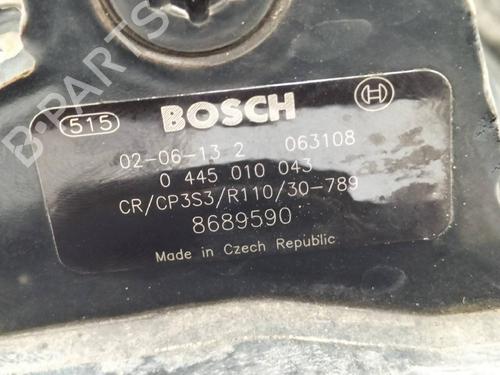 515 BOSCH
02-06-13 2 063108
0 445 010 043
CR/CP3S3/R110/30-789
8689590
Made in Czech Republic
B-PARTS